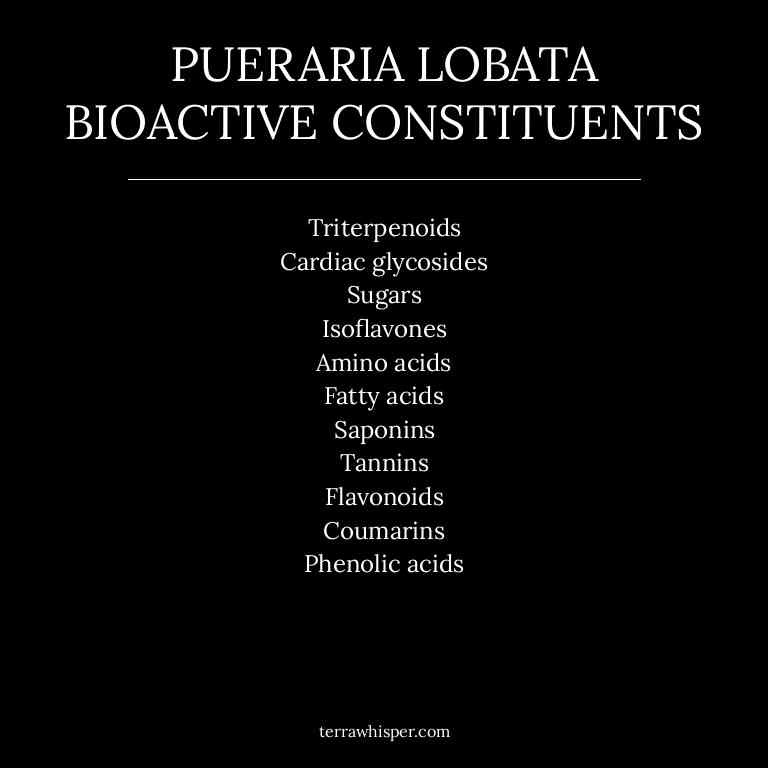 PUERARIA LOBATA
BIOACTIVE CONSTITUENTS
Triterpenoids
Cardiac glycosides
Sugars
Isoflavones
Amino acids
Fatty acids
Saponins
Tannins
Flavonoids
Coumarins
Phenolic acids
terrawhisper.com